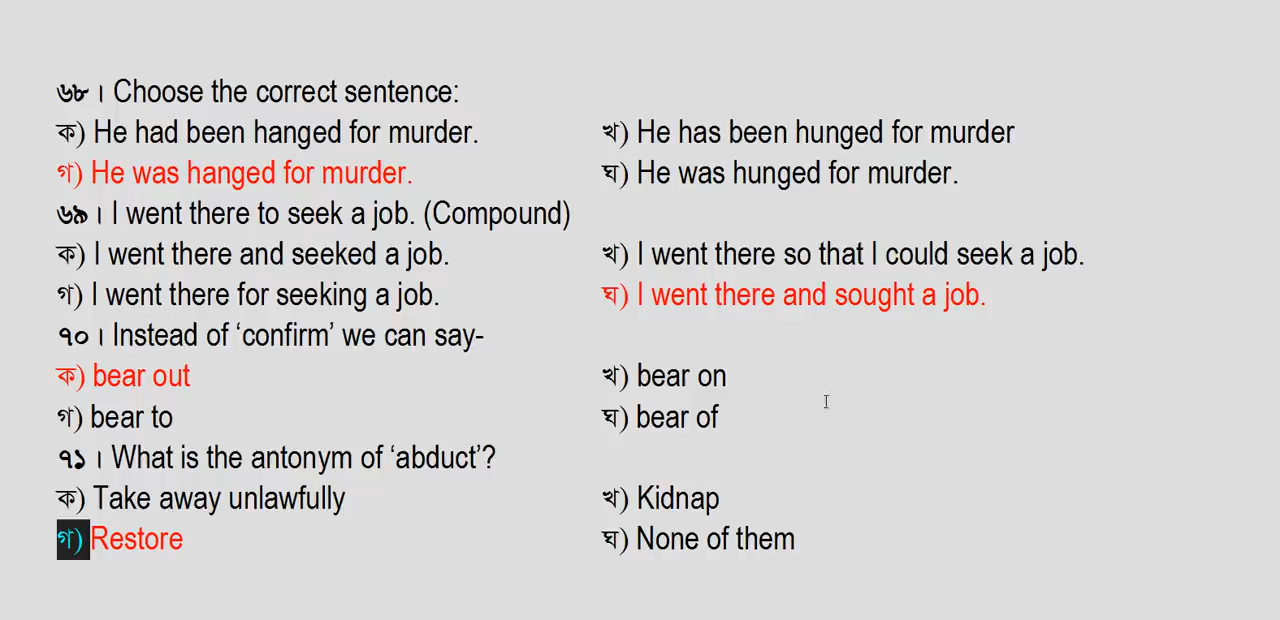 ৬৮। Choose the correct sentence:
ক) He had been hanged for murder. খ) He has been hunged for murder
গ) He was hanged for murder. ঘ) He was hunged for murder.
৬৯। I went there to seek a job. (Compound)
ক) I went there and seeked a job. খ) I went there so that I could seek a job.
গ) I went there for seeking a job. ঘ) I went there and sought a job.
৭০। Instead of ‘confirm’ we can say-
ক) bear out খ) bear on
গ) bear to ঘ) bear of
৭১। What is the antonym of ‘abduct’?
ক) Take away unlawfully খ) Kidnap
গ) Restore ঘ) None of them